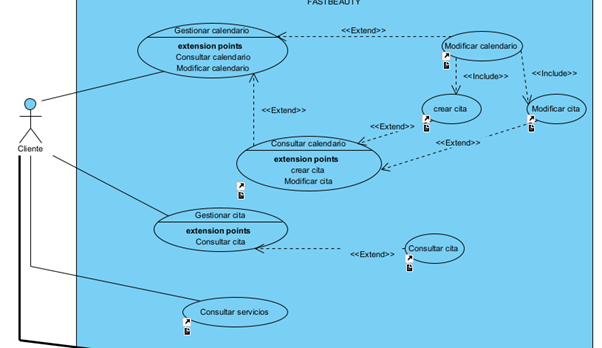 FASTBEAUTY
Gestionar calendario
extension points
Consultar calendario
Modificar calendario
<<Extend>>
Modificar calendario
<<Include>>
<<Include>>
<<Extend>>
crear cita
Modificar cita
<<Extend>>
<<Extend>>
Cliente
Consultar calendario
extension points
crear cita
Modificar cita
Gestionar cita
extension points
Consultar cita
<<Extend>>
Consultar cita
Consultar servicios